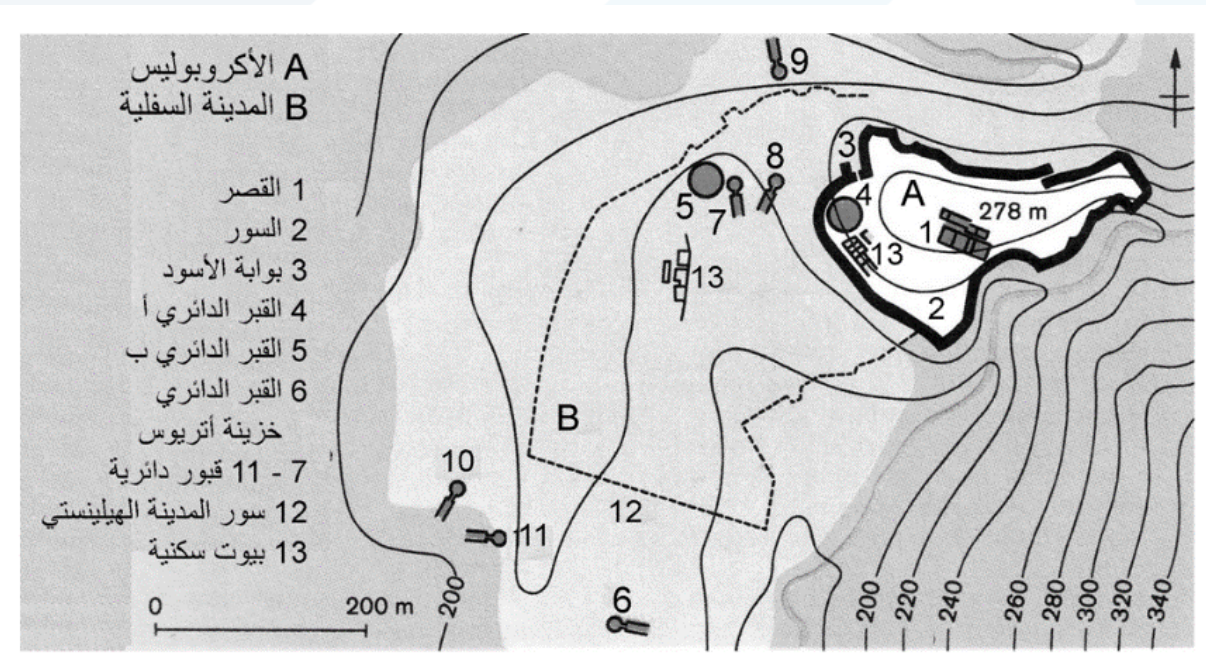 A الأكروبوليس
B المدينة السفلية
1 القصر
2 السور
3 بوابة الأسود
4 القبر الدائري أ
5 القبر الدائري ب
6 القبر الدائري
خزينة أتريوس
7 - 11 قبور دائرية
12 سور المدينة الهيلينستي
13 بيوت سكنية
0 200 m
9
8
3
5
7
4
A
278 m
1
13
13
2
B
10
12
11
6
200
200
220
240
260
280
300
320
340